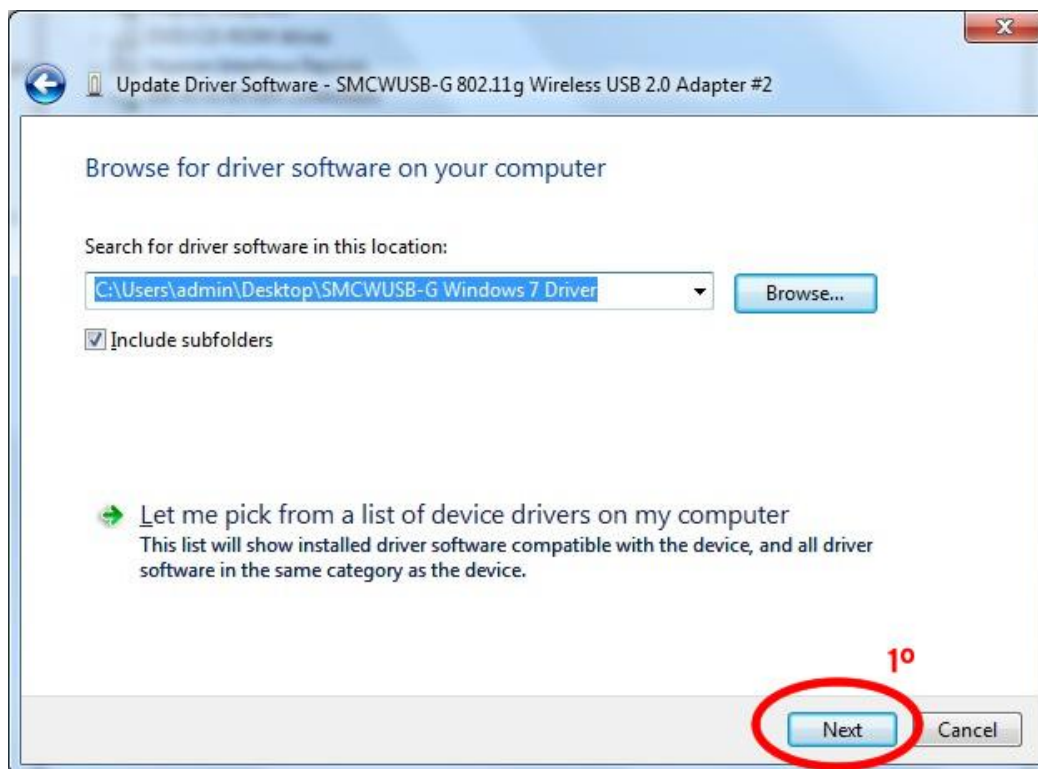 Update Driver Software - SMCWUSB-G 802.11g Wireless USB 2.0 Adapter #2
Browse for driver software on your computer
Search for driver software in this location:
C:\Users\admin\Desktop\SMCWUSB-G Windows 7 Driver
Browse...
Include subfolders
Let me pick from a list of device drivers on my computer
This list will show installed driver software compatible with the device, and all driver
software in the same category as the device.
1º
Next
Cancel